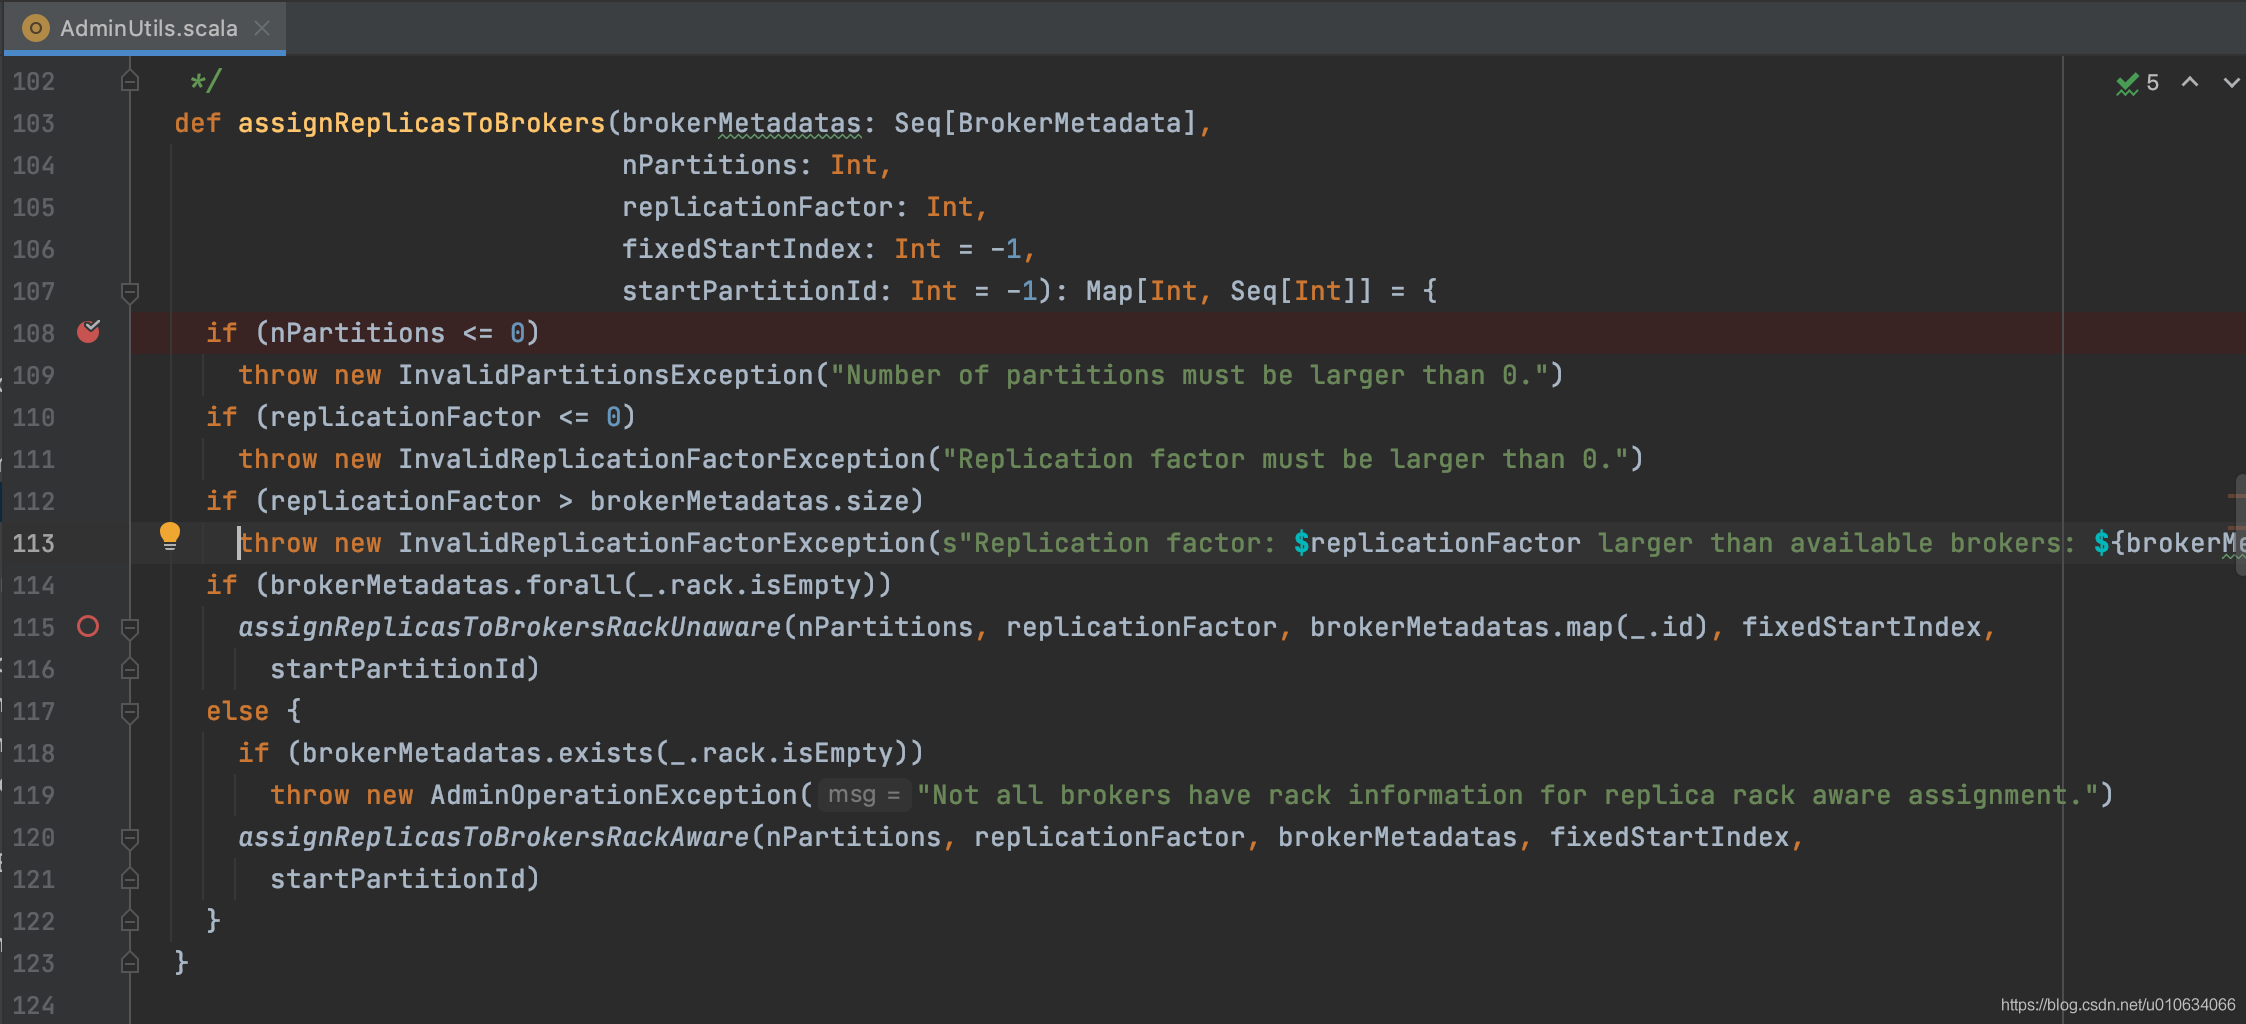 AdminUtils.scala
5
102 */
103 def assignReplicasToBrokers(brokerMetadatas: Seq[BrokerMetadata],
104 nPartitions: Int,
105 replicationFactor: Int,
106 fixedStartIndex: Int = -1,
107 startPartitionId: Int = -1): Map[Int, Seq[Int]] = {
108 if (nPartitions <= 0)
109 throw new InvalidPartitionsException("Number of partitions must be larger than 0.")
110 if (replicationFactor <= 0)
111 throw new InvalidReplicationFactorException("Replication factor must be larger than 0.")
112 if (replicationFactor > brokerMetadatas.size)
113 throw new InvalidReplicationFactorException(s"Replication factor: $replicationFactor larger than available brokers: ${brokerMe
114 if (brokerMetadatas.forall(_.rack.isEmpty))
115 assignReplicasToBrokersRackUnaware(nPartitions, replicationFactor, brokerMetadatas.map(_.id), fixedStartIndex,
116 startPartitionId)
117 else {
118 if (brokerMetadatas.exists(_.rack.isEmpty))
119 throw new AdminOperationException( msg = "Not all brokers have rack information for replica rack aware assignment.")
120 assignReplicasToBrokersRackAware(nPartitions, replicationFactor, brokerMetadatas, fixedStartIndex,
121 startPartitionId)
122 }
123 }
124
https://blog.csdn.net/u010634066